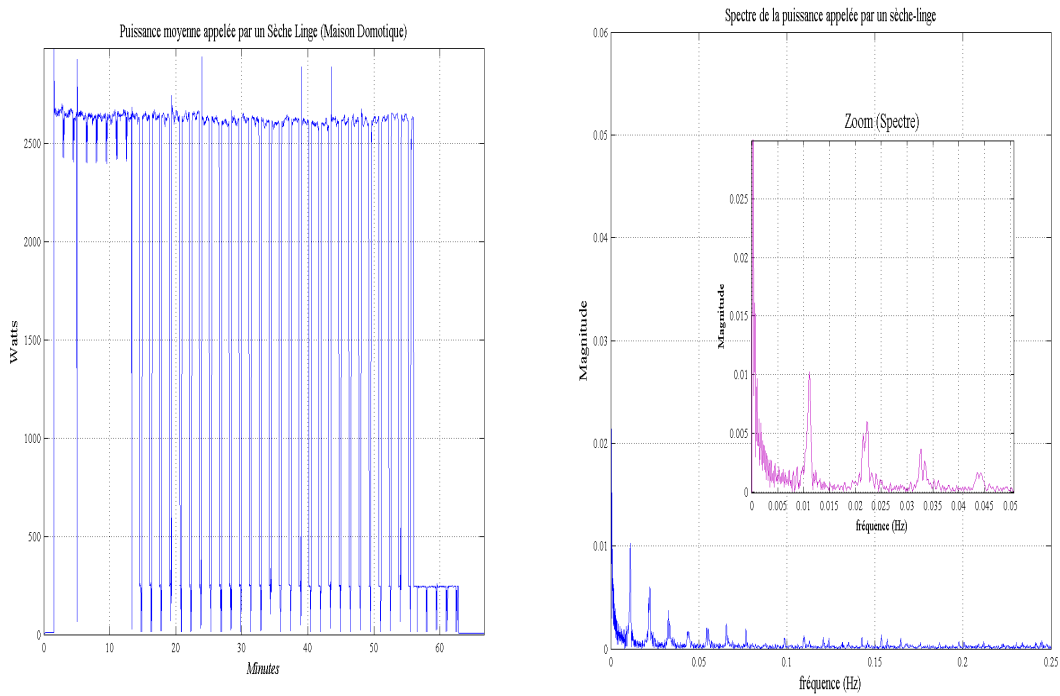 Puissance moyenne appelée par un Sèche Linge (Maison Domotique)
2500
2000
1500
1000
500
0
Watts
0 10 20 30 40 50 60
Minutes
Spectre de la puissance appelée par un sèche-linge
0.06
0.05
0.04
0.03
0.02
0.01
0
Magnitude
0 0.05 0.1 0.15 0.2 0.25
fréquence (Hz)
Zoom (Spectre)
0.025
0.02
0.015
0.01
0.005
0
Magnitude
0 0.005 0.01 0.015 0.02 0.025 0.03 0.035 0.04 0.045 0.05
fréquence (Hz)